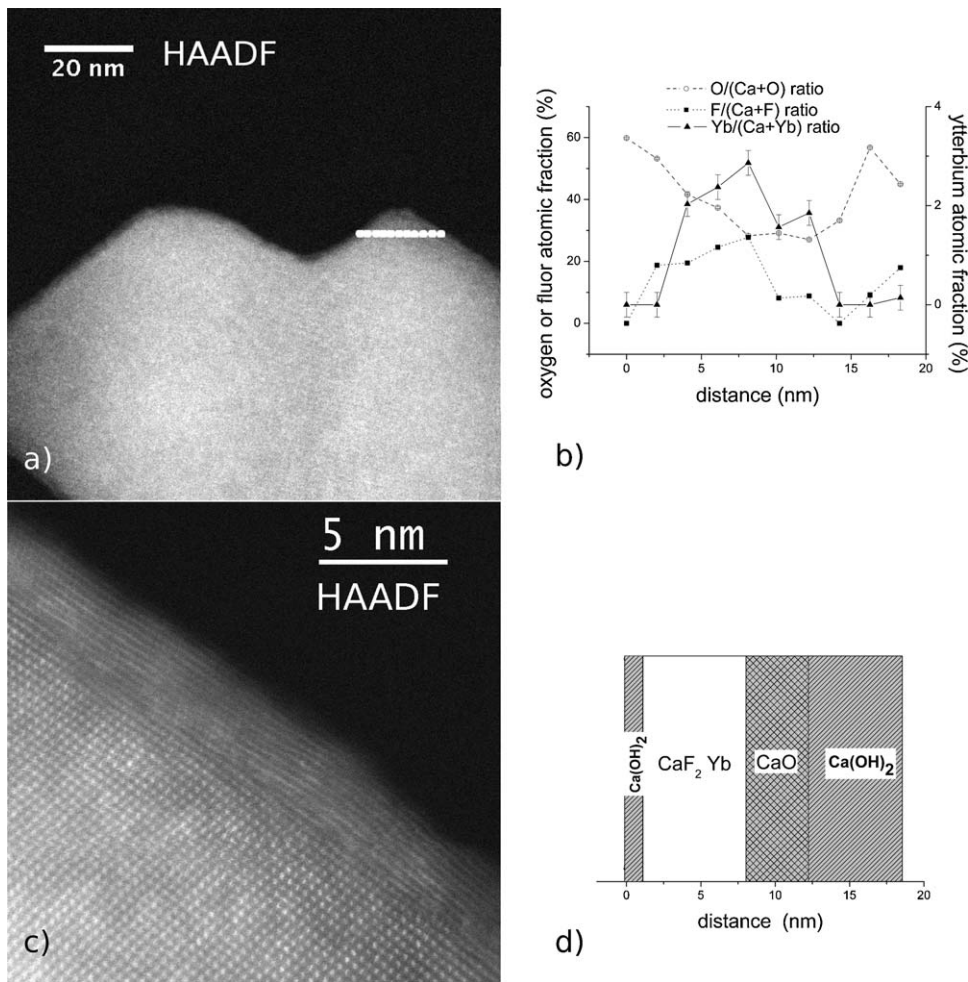 HAADF
20 nm
a)
O/(Ca+O) ratio
F/(Ca+F) ratio
Yb/(Ca+Yb) ratio
oxygen or fluor atomic fraction (%)
60
40
20
0
4
2
0
ytterbium atomic fraction (%)
0
5
10
15
20
distance (nm)
b)
5 nm
HAADF
c)
Ca(OH)₂
CaF₂ Yb
CaO
Ca(OH)₂
0
5
10
15
20
distance (nm)
d)